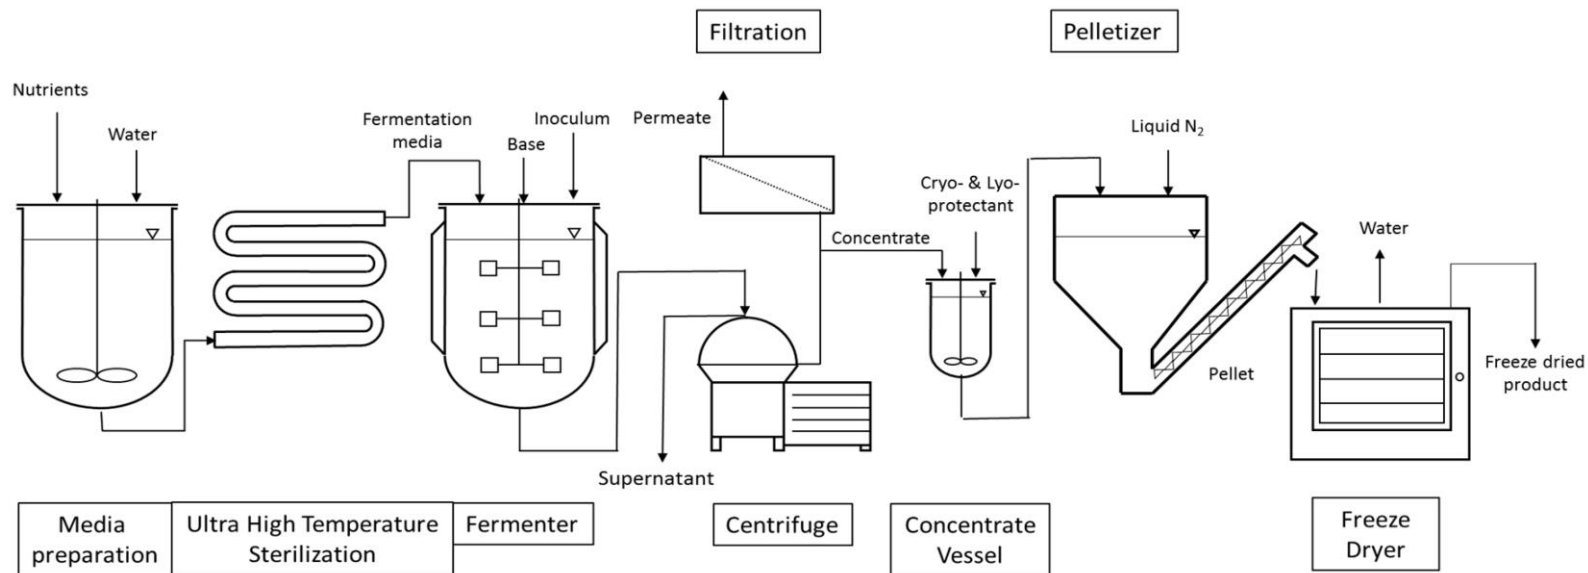 Filtration
Pelletizer
Nutrients
Water
Fermentation
media
Base
Inoculum
Permeate
Cryo- & Lyo-
protectant
Liquid N₂
Concentrate
Water
Pellet
Freeze dried
product
Supernatant
Media
preparation
Ultra High Temperature
Sterilization
Fermenter
Centrifuge
Concentrate
Vessel
Freeze
Dryer